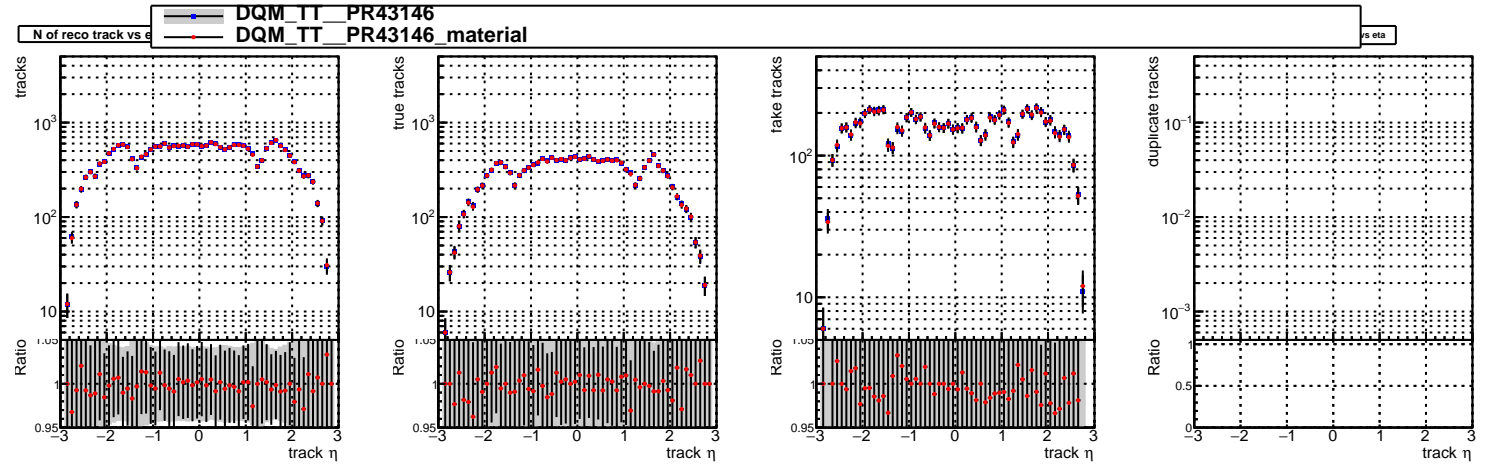 DQM_TT__PR43146
DQM_TT__PR43146_material
N of reco track vs e
vs eta
tracks
10³
10²
10
Ratio
1.05
1
0.95
−3 −2 −1 0 1 2 3
track η
true tracks
10³
10²
10
Ratio
1.05
1
0.95
−3 −2 −1 0 1 2 3
track η
fake tracks
10²
10
Ratio
1.05
1
0.95
−3 −2 −1 0 1 2 3
track η
duplicate tracks
10⁻¹
10⁻²
10⁻³
Ratio
1
0.5
0
−3 −2 −1 0 1 2 3
track η